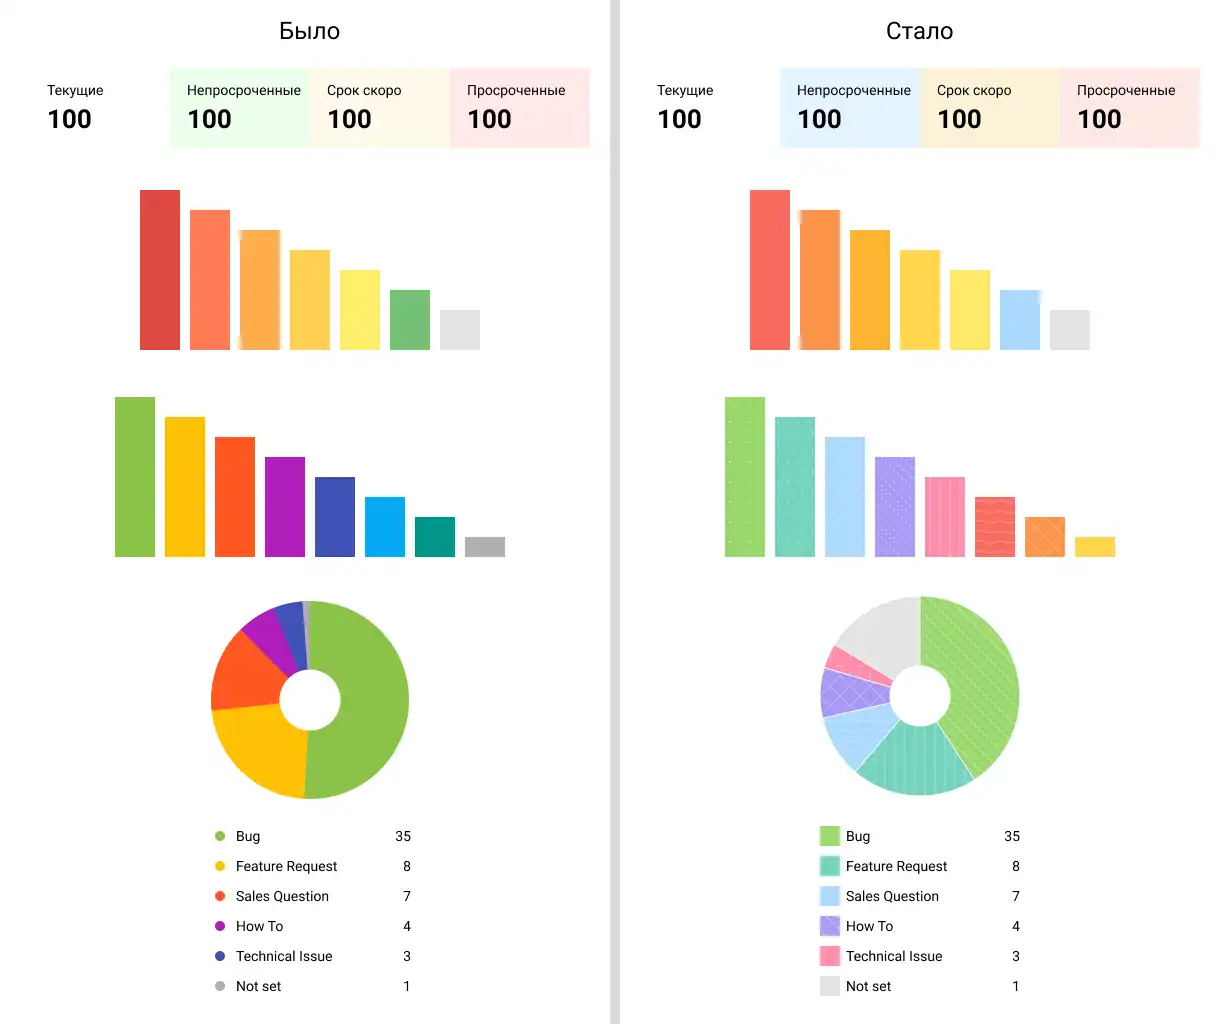 Было
Текущие
100
Непросроченные
100
Срок скоро
100
Просроченные
100
Bug 35
Feature Request 8
Sales Question 7
How To 4
Technical Issue 3
Not set 1
Стало
Текущие
100
Непросроченные
100
Срок скоро
100
Просроченные
100
Bug 35
Feature Request 8
Sales Question 7
How To 4
Technical Issue 3
Not set 1